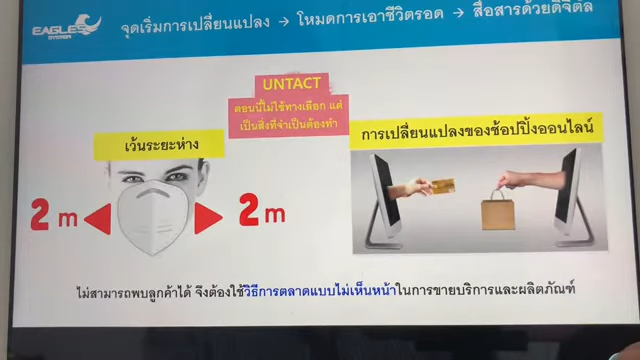 EAGLES
SYSTEM
จุดเริ่มการเปลี่ยนแปลง → โหมดการเอาชีวิตรอด → สื่อสารด้วยดิจิตัล
UNTACT
ตอนนี้ไม่ใช่ทางเลือก แต่
เป็นสิ่งที่จำเป็นต้องทำ
เว้นระยะห่าง
การเปลี่ยนแปลงของช้อปปิ้งออนไลน์
2 m
2 m
ไม่สามารถพบลูกค้าได้ จึงต้องใช้วิธีการตลาดแบบไม่เห็นหน้าในการขายบริการและผลิตภัณฑ์